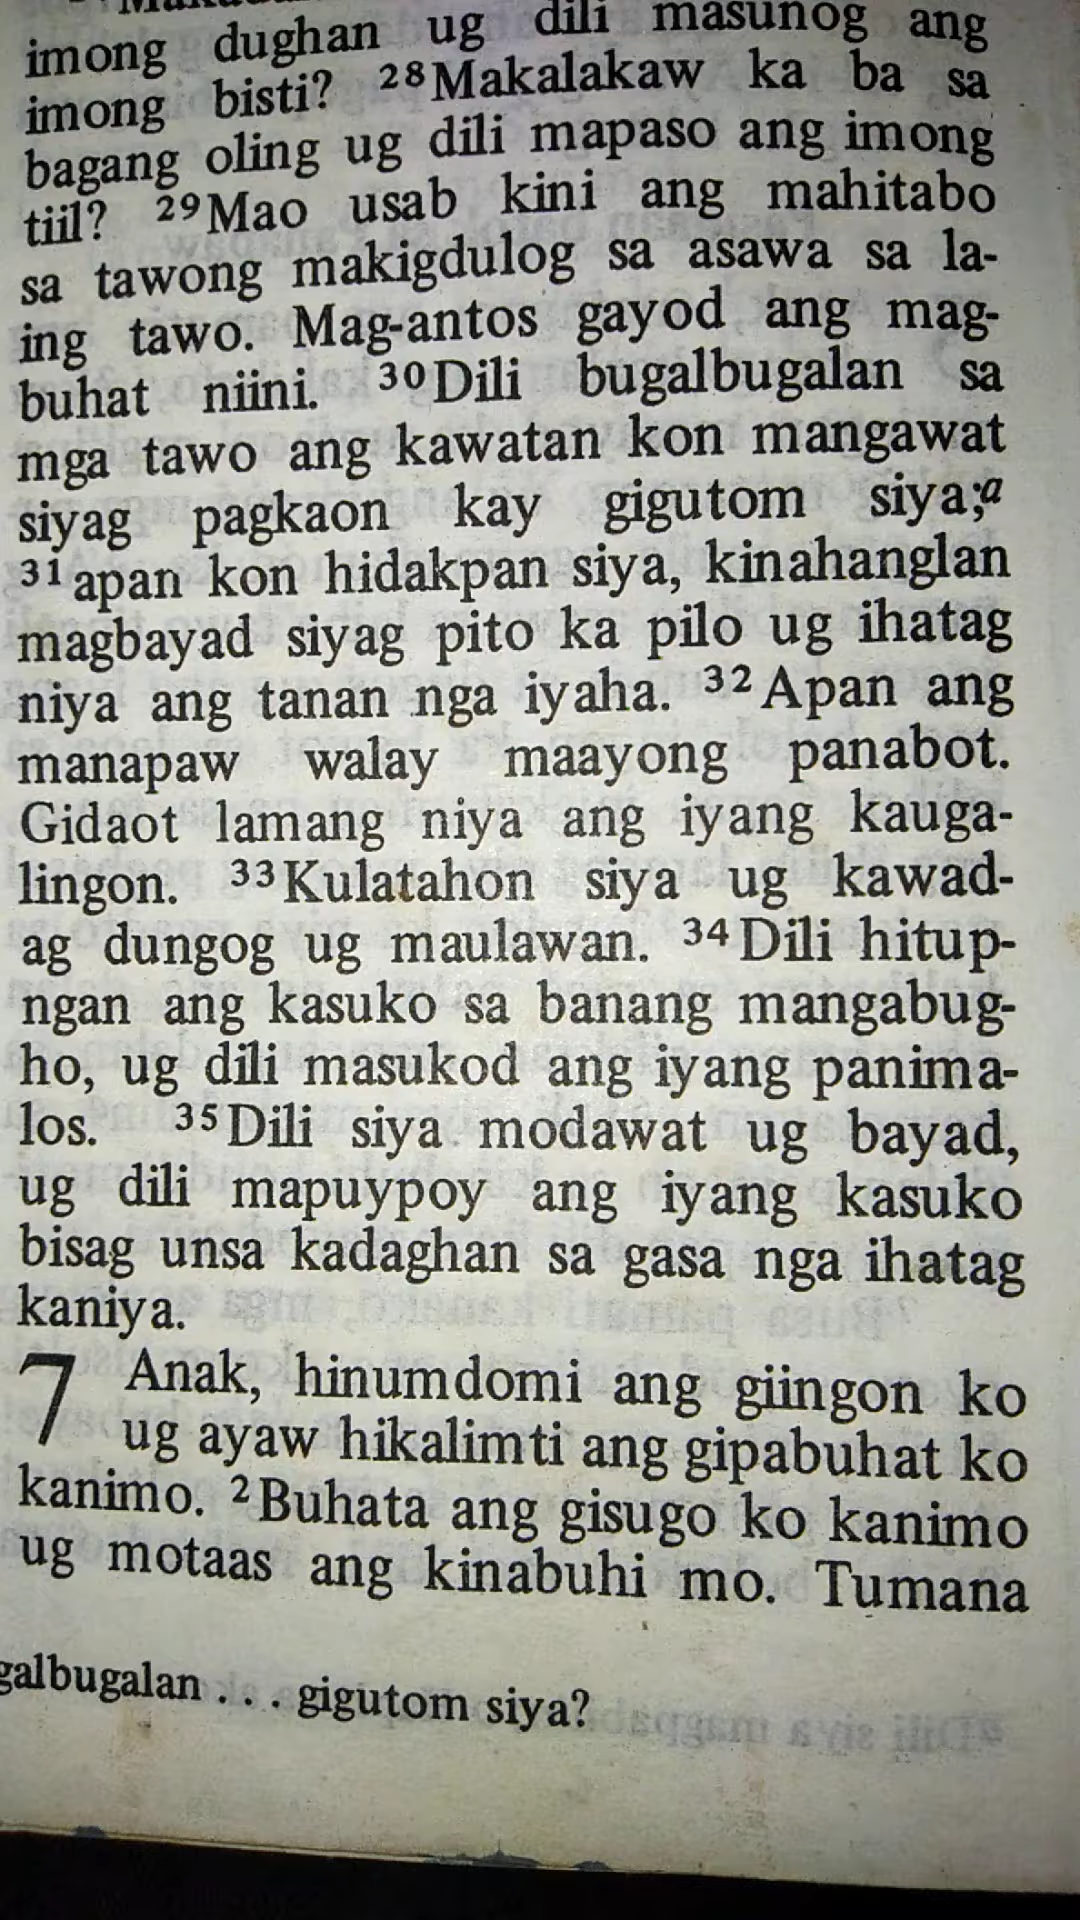 imong dughan ug dili masunog ang
imong bisti? 28Makalakaw ka ba sa
bagang oling ug dili mapaso ang imong
tiil? 29Mao usab kini ang mahitabo
sa tawong makigdulog sa asawa sa la-
ing tawo. Mag-antos gayod ang mag-
buhat niini. 30Dili bugalbugalan sa
mga tawo ang kawatan kon mangawat
siyag pagkaon kay gigutom siya;a
31apan kon hidakpan siya, kinahanglan
magbayad siyag pito ka pilo ug ihatag
niya ang tanan nga iyaha. 32Apan ang
manapaw walay maayong panabot.
Gidaot lamang niya ang iyang kauga-
lingon. 33Kulatahon siya ug kawad-
ag dungog ug maulawan. 34Dili hitup-
ngan ang kasuko sa banang mangabug-
ho, ug dili masukod ang iyang panima-
los. 35Dili siya modawat ug bayad,
ug dili mapuypoy ang iyang kasuko
bisag unsa kadaghan sa gasa nga ihatag
kaniya.
7 Anak, hinumdomi ang giingon ko
ug ayaw hikalimti ang gipabuhat ko
kanimo. 2Buhata ang gisugo ko kanimo
ug motaas ang kinabuhi mo. Tumana
galbugalan . . . gigutom siya?